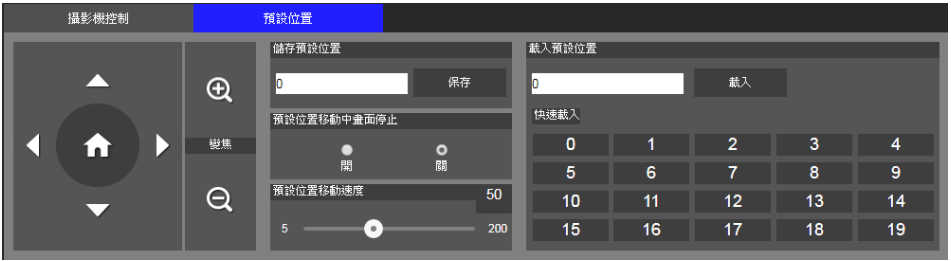 攝影機控制
預設位置
變焦
儲存預設位置
0
保存
預設位置移動中畫面停止
開
關
預設位置移動速度
50
5
200
載入預設位置
0
載入
快速載入
0 1 2 3 4
5 6 7 8 9
10 11 12 13 14
15 16 17 18 19